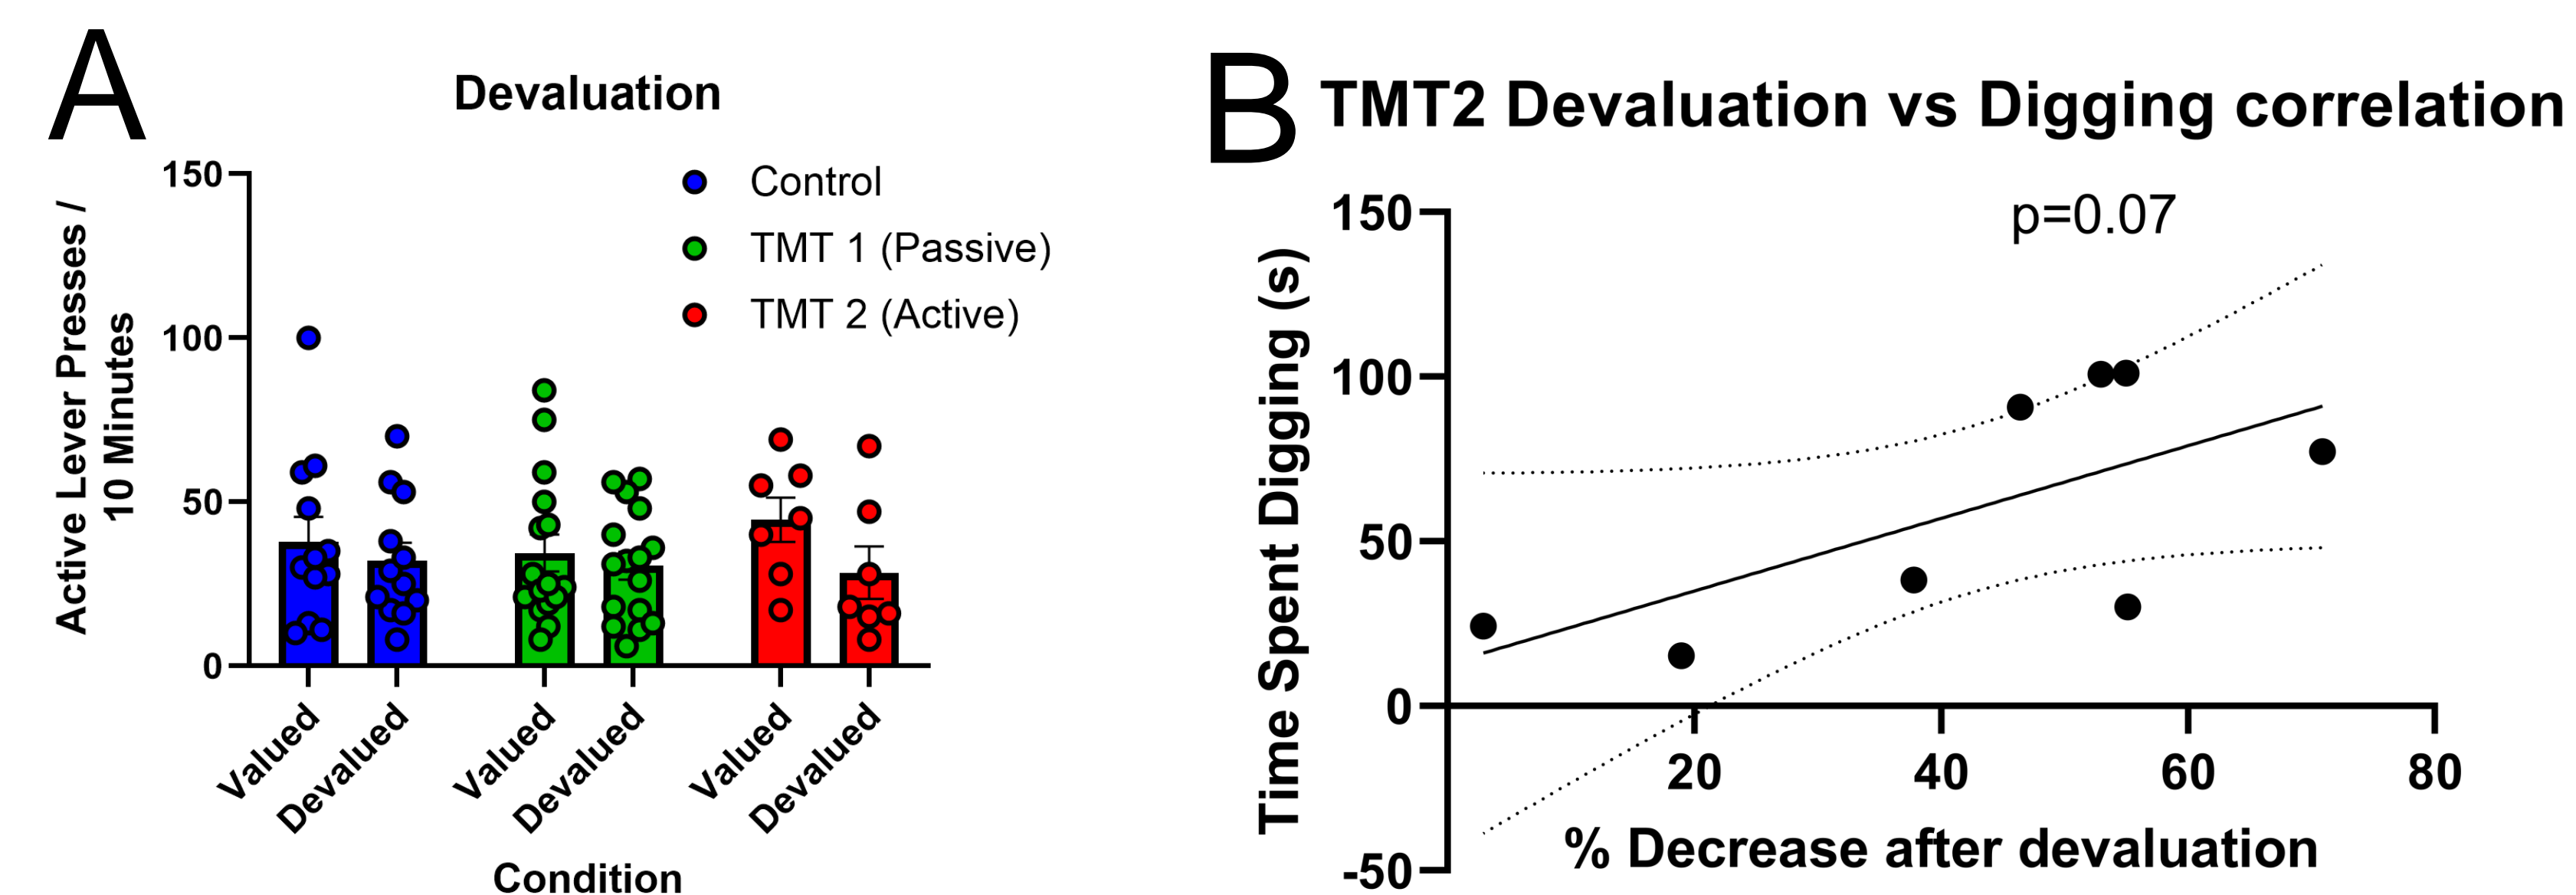 A
Devaluation
Active Lever Presses /
10 Minutes
150
100
50
0
Control
TMT 1 (Passive)
TMT 2 (Active)
Valued
Devalued
Valued
Devalued
Valued
Devalued
Condition
B
TMT2 Devaluation vs Digging correlation
p=0.07
Time Spent Digging (s)
150
100
50
0
-50
20
40
60
80
% Decrease after devaluation